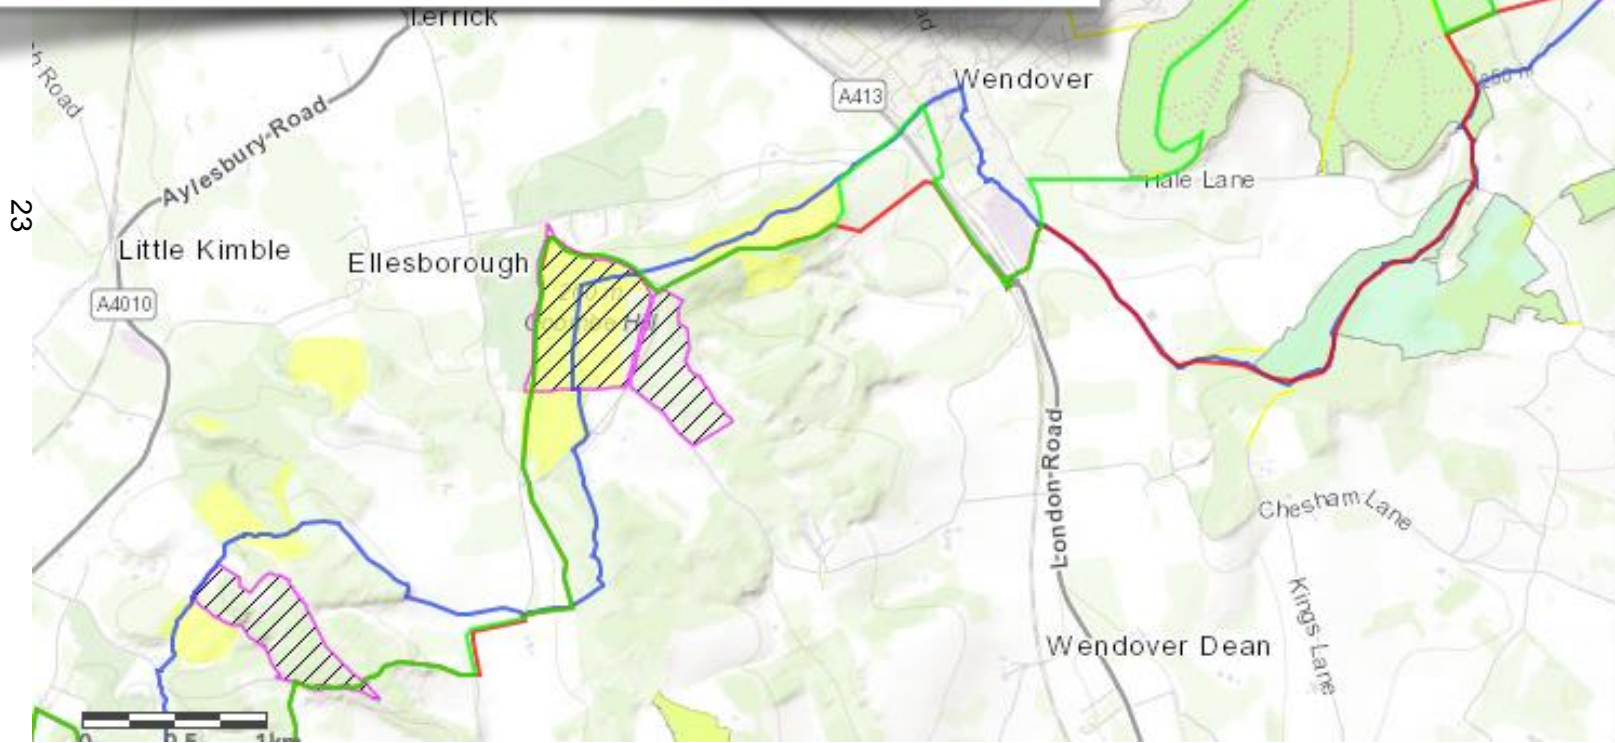 Terrick
Road
Wendover
A413
250 m
Aylesbury Road
Hale Lane
23
Little Kimble
Ellesborough
A4010
London Road
Chesham Lane
Kings Lane
Wendover Dean
0 0.5 1km